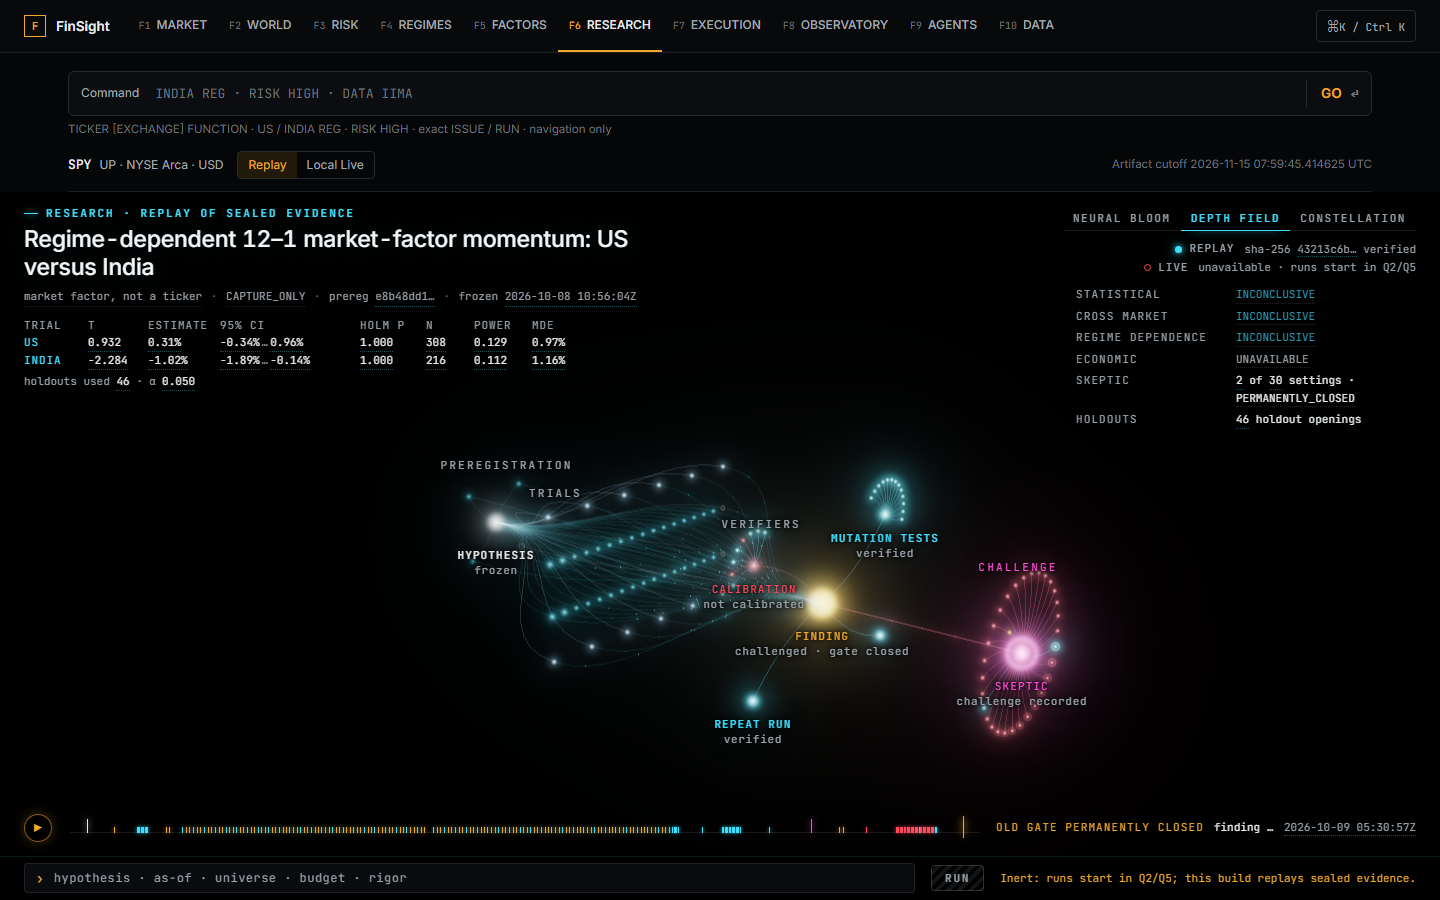 F FinSight F1 MARKET F2 WORLD F3 RISK F4 REGIMES F5 FACTORS F6 RESEARCH F7 EXECUTION F8 OBSERVATORY F9 AGENTS F10 DATA ⌘K / Ctrl K
Command INDIA REG · RISK HIGH · DATA IIMA GO ↵
TICKER [EXCHANGE] FUNCTION · US / INDIA REG · RISK HIGH · exact ISSUE / RUN · navigation only
SPY UP · NYSE Arca · USD Replay Local Live Artifact cutoff 2026-11-15 07:59:45.414625 UTC
RESEARCH · REPLAY OF SEALED EVIDENCE
Regime-dependent 12–1 market-factor momentum: US
versus India
market factor, not a ticker · CAPTURE_ONLY · prereg e8b48dd1… · frozen 2026-10-08 10:56:04Z
TRIAL T ESTIMATE 95% CI HOLM P N POWER MDE
US 0.932 0.31% -0.34%…0.96% 1.000 308 0.129 0.97%
INDIA -2.284 -1.02% -1.89%…-0.14% 1.000 216 0.112 1.16%
holdouts used 46 · α 0.050
NEURAL BLOOM DEPTH FIELD CONSTELLATION
REPLAY sha-256 43213c6b… verified
LIVE unavailable · runs start in Q2/Q5
STATISTICAL INCONCLUSIVE
CROSS MARKET INCONCLUSIVE
REGIME DEPENDENCE INCONCLUSIVE
ECONOMIC UNAVAILABLE
SKEPTIC 2 of 30 settings ·
PERMANENTLY_CLOSED
HOLDOUTS 46 holdout openings
PREREGISTRATION
TRIALS
VERIFIERS
HYPOTHESIS
frozen
MUTATION TESTS
verified
CHALLENGE
CALIBRATION
not calibrated
FINDING
challenged · gate closed
SKEPTIC
challenge recorded
REPEAT RUN
verified
OLD GATE PERMANENTLY CLOSED finding … 2026-10-09 05:30:57Z
› hypothesis · as-of · universe · budget · rigor RUN Inert: runs start in Q2/Q5; this build replays sealed evidence.